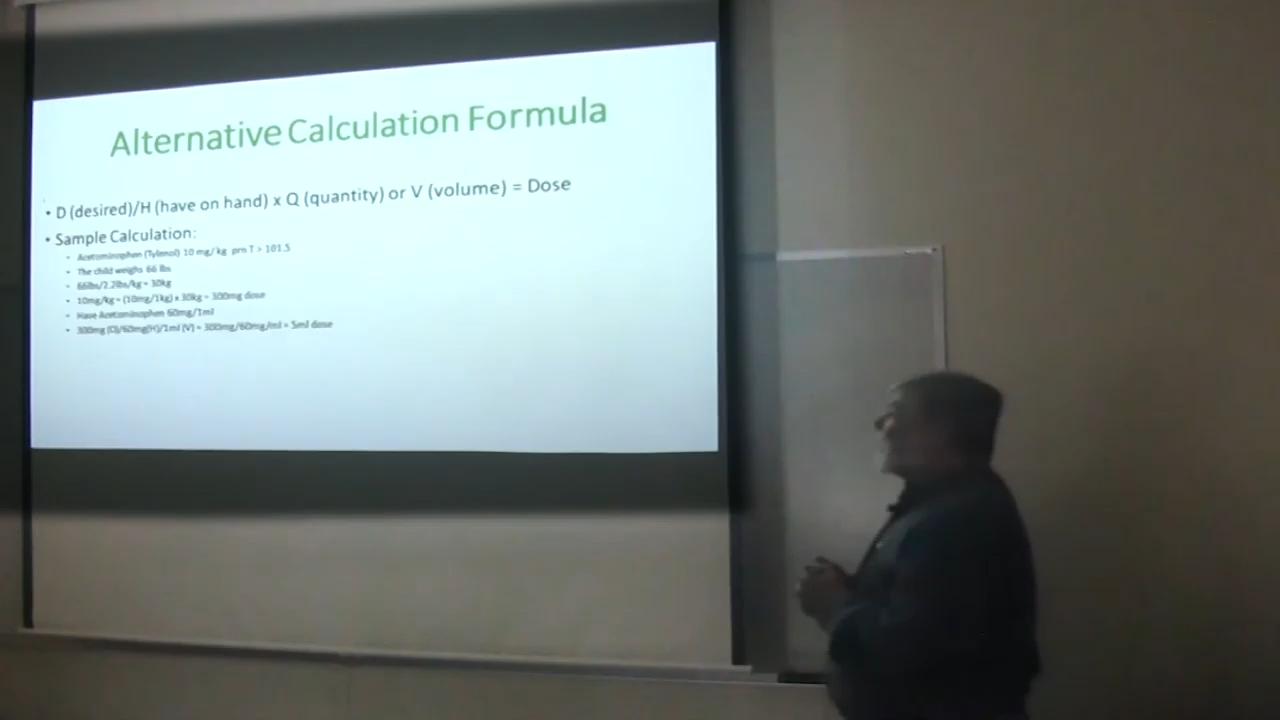 Alternative Calculation Formula
• D (desired)/H (have on hand) x Q (quantity) or V (volume) = Dose
• Sample Calculation:
• Acetominophen (Tylenol) 10 mg/kg prn T > 101.5
• The child weighs 66 lbs
• 66lbs/2.2lbs/kg = 30kg
• 10mg/kg = (10mg/1kg) x 30kg = 300mg dose
• Have Acetominophen 60mg/1ml
• 300mg (D)/60mg(H)/1ml (V) = 300mg/60mg/ml = 5ml dose